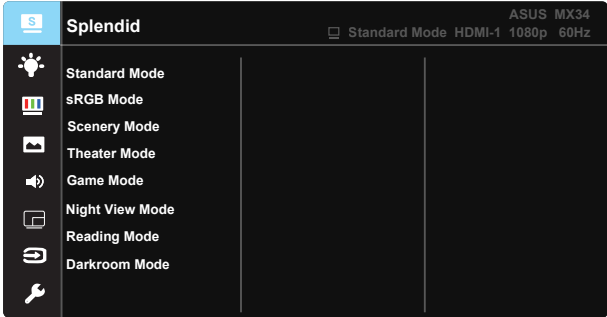 S
Splendid
ASUS MX34
Standard Mode HDMI-1 1080p 60Hz
Standard Mode
sRGB Mode
Scenery Mode
Theater Mode
Game Mode
Night View Mode
Reading Mode
Darkroom Mode